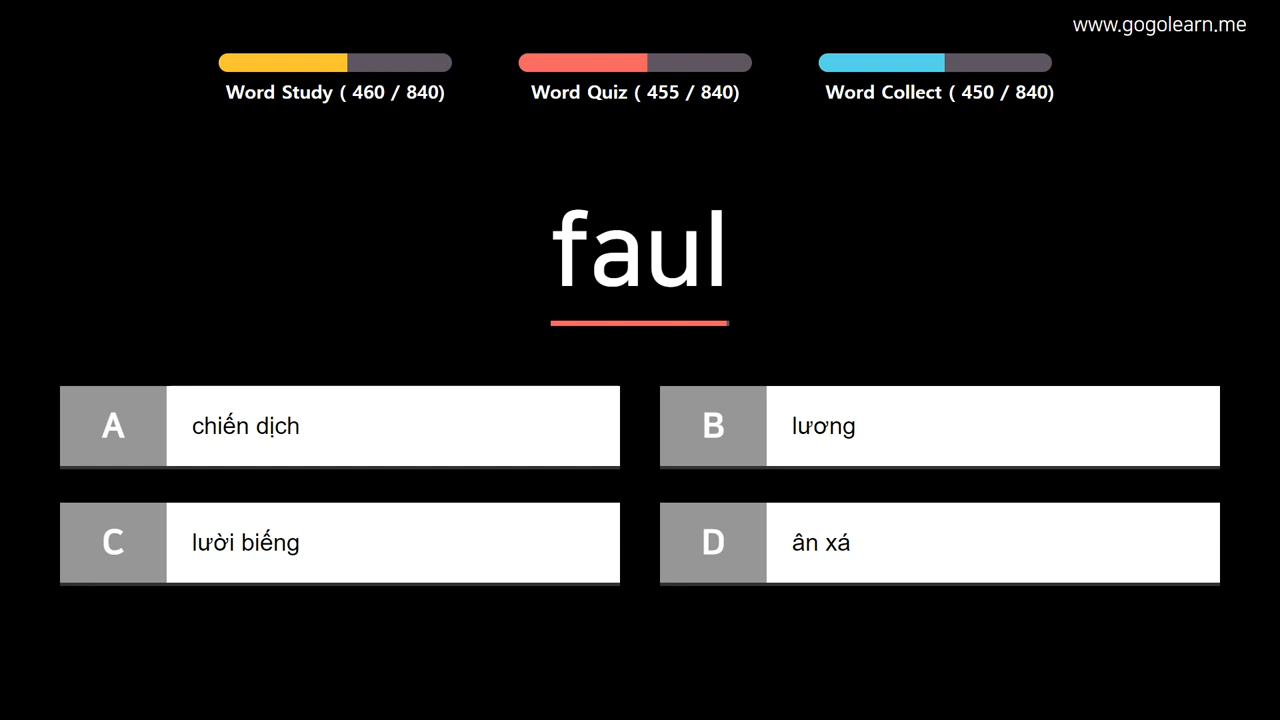 www.gogolearn.me
Word Study ( 460 / 840)
Word Quiz ( 455 / 840)
Word Collect ( 450 / 840)
faul
A chiến dịch
B lương
C lười biếng
D ân xá